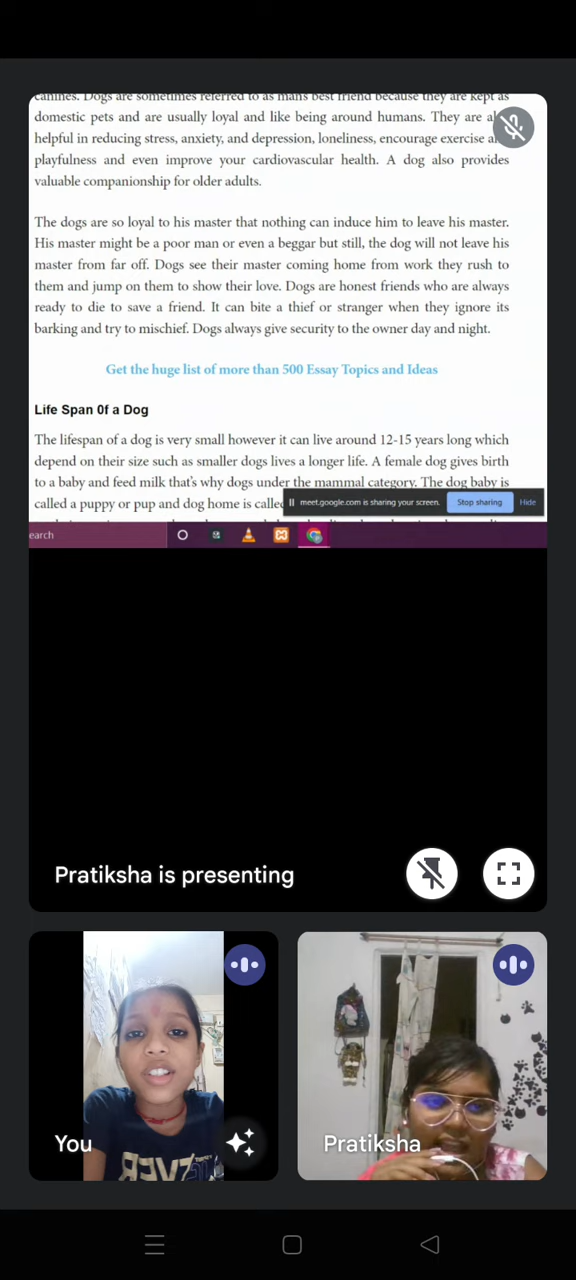 canines. Dogs are sometimes referred to as man's best friend because they are kept as
domestic pets and are usually loyal and like being around humans. They are al
helpful in reducing stress, anxiety, and depression, loneliness, encourage exercise a
playfulness and even improve your cardiovascular health. A dog also provides
valuable companionship for older adults.
The dogs are so loyal to his master that nothing can induce him to leave his master.
His master might be a poor man or even a beggar but still, the dog will not leave his
master from far off. Dogs see their master coming home from work they rush to
them and jump on them to show their love. Dogs are honest friends who are always
ready to die to save a friend. It can bite a thief or stranger when they ignore its
barking and try to mischief. Dogs always give security to the owner day and night.
Get the huge list of more than 500 Essay Topics and Ideas
Life Span 0f a Dog
The lifespan of a dog is very small however it can live around 12-15 years long which
depend on their size such as smaller dogs lives a longer life. A female dog gives birth
to a baby and feed milk that's why dogs under the mammal category. The dog baby is
called a puppy or pup and dog home is called
meet.google.com is sharing your screen.
Stop sharing
Hide
earch
Pratiksha is presenting
You
Pratiksha